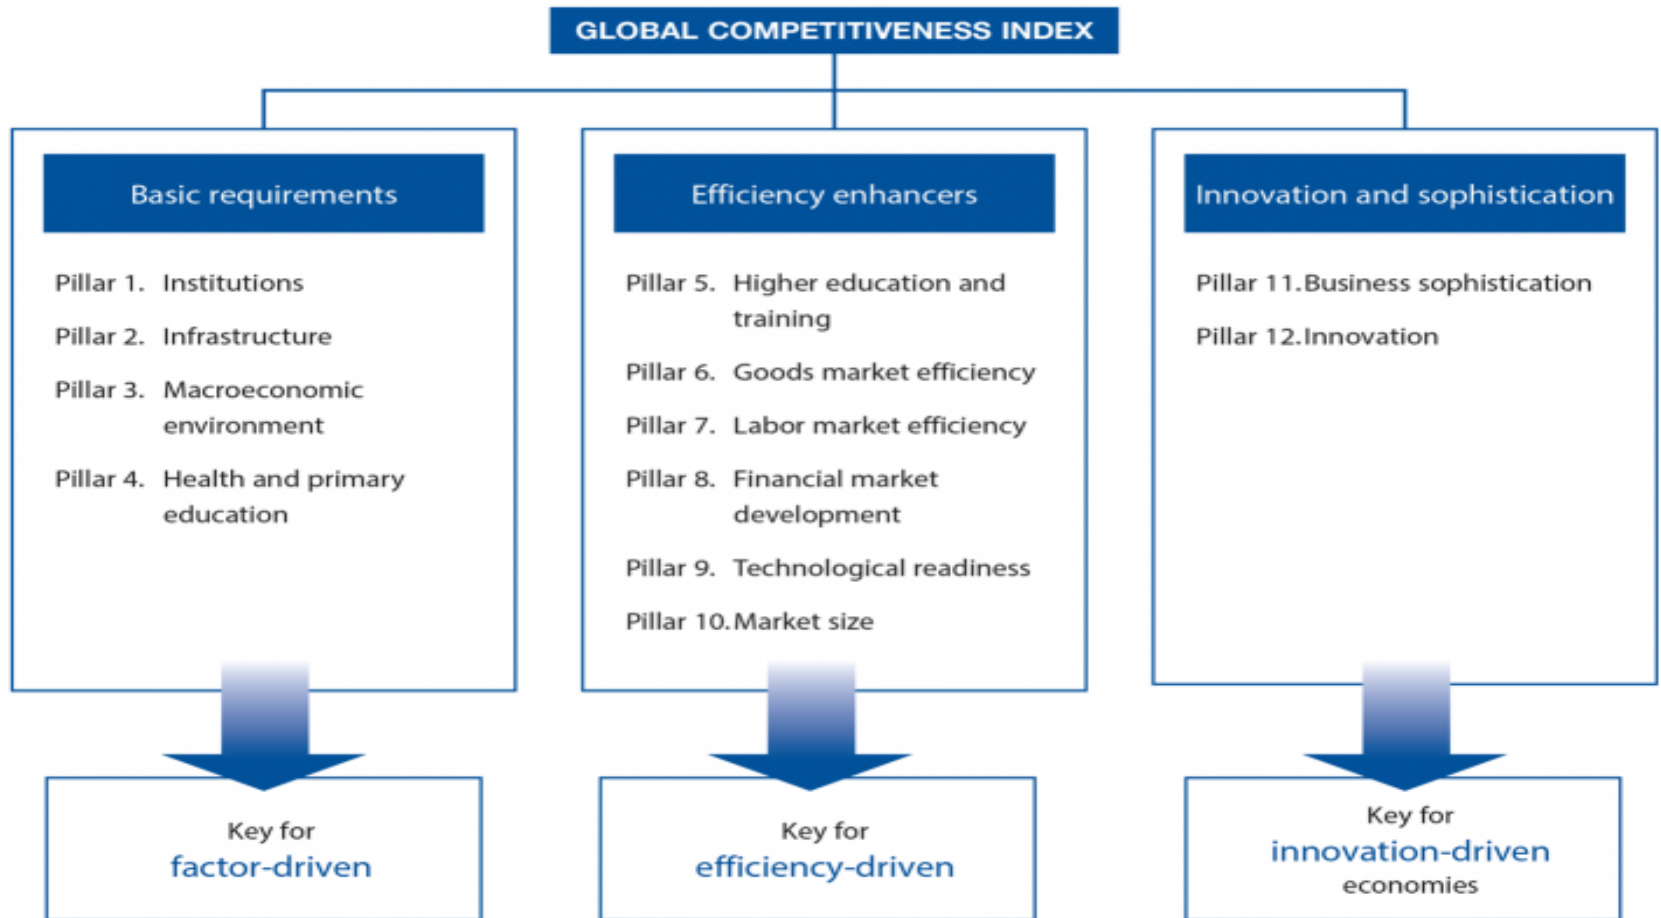 GLOBAL COMPETITIVENESS INDEX
Basic requirements
Pillar 1. Institutions
Pillar 2. Infrastructure
Pillar 3. Macroeconomic
environment
Pillar 4. Health and primary
education
Key for
factor-driven
Efficiency enhancers
Pillar 5. Higher education and
training
Pillar 6. Goods market efficiency
Pillar 7. Labor market efficiency
Pillar 8. Financial market
development
Pillar 9. Technological readiness
Pillar 10. Market size
Key for
efficiency-driven
Innovation and sophistication
Pillar 11. Business sophistication
Pillar 12. Innovation
Key for
innovation-driven
economies